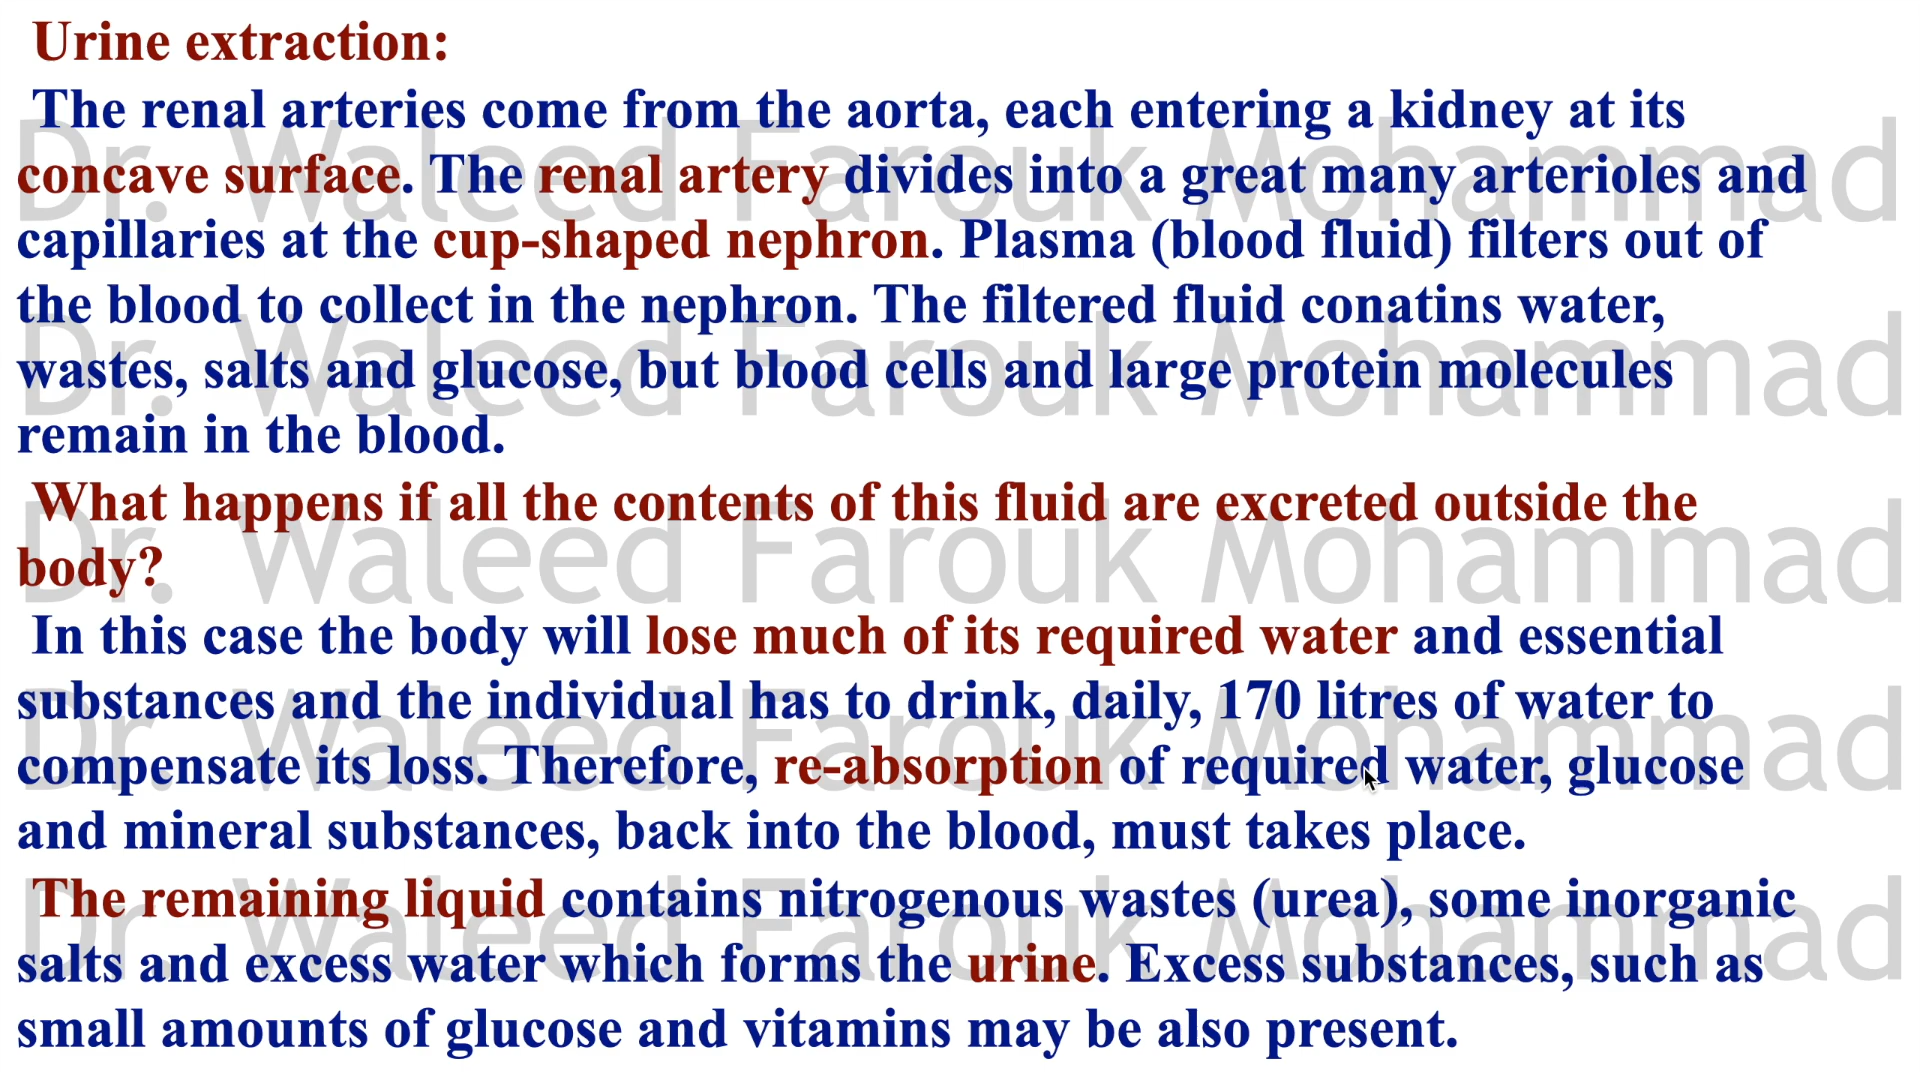 Urine extraction:
The renal arteries come from the aorta, each entering a kidney at its
concave surface. The renal artery divides into a great many arterioles and
capillaries at the cup-shaped nephron. Plasma (blood fluid) filters out of
the blood to collect in the nephron. The filtered fluid conatins water,
wastes, salts and glucose, but blood cells and large protein molecules
remain in the blood.
What happens if all the contents of this fluid are excreted outside the
body?
In this case the body will lose much of its required water and essential
substances and the individual has to drink, daily, 170 litres of water to
compensate its loss. Therefore, re-absorption of required water, glucose
and mineral substances, back into the blood, must takes place.
The remaining liquid contains nitrogenous wastes (urea), some inorganic
salts and excess water which forms the urine. Excess substances, such as
small amounts of glucose and vitamins may be also present.
Dr. Waleed Farouk Mohammad
Dr. Waleed Farouk Mohammad
Dr. Waleed Farouk Mohammad
Dr. Waleed Farouk Mohammad
Dr. Waleed Farouk Mohammad